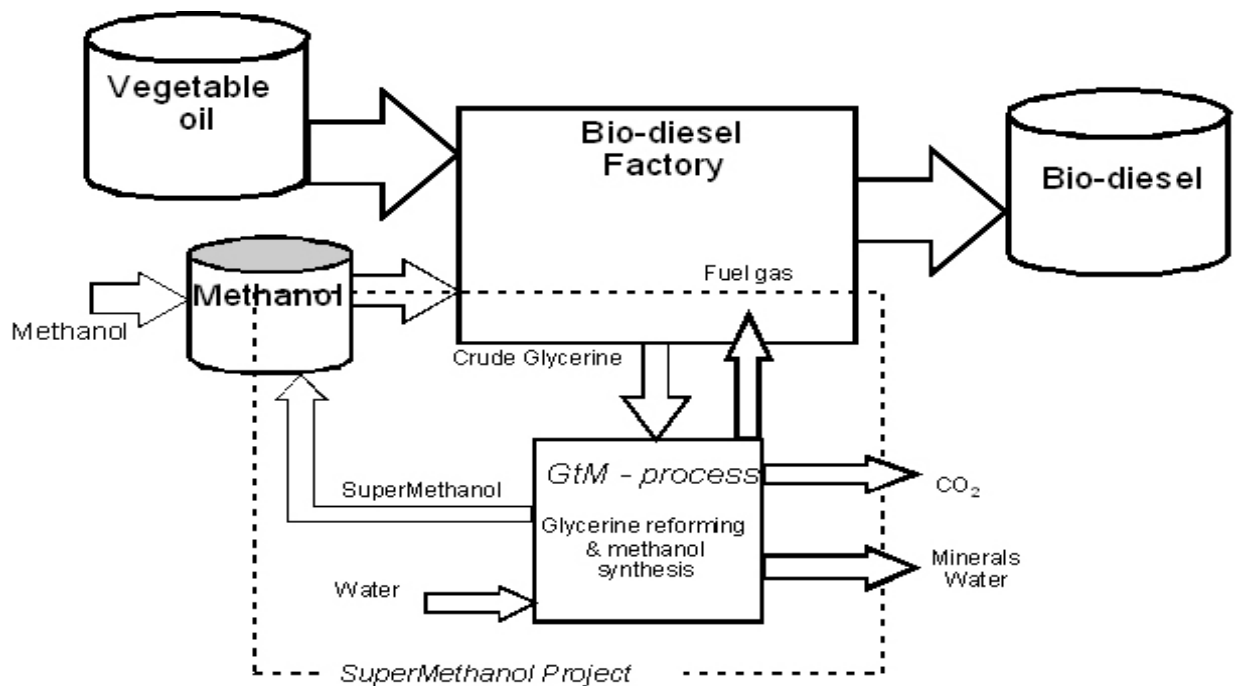 Vegetable
oil
Bio-diesel
Factory
Bio-diesel
Fuel gas
Methanol
Methanol
Crude Glycerine
GtM - process
SuperMethanol
CO₂
Glycerine reforming
& methanol
synthesis
Minerals
Water
Water
SuperMethanol Project